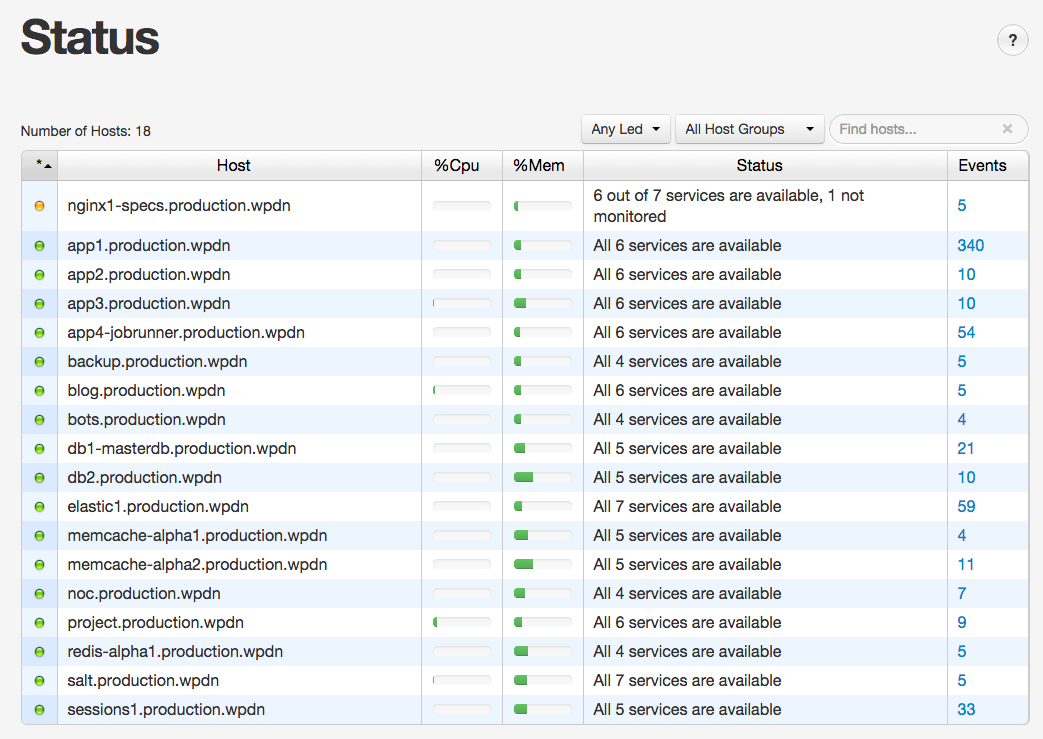 Status
?
Number of Hosts: 18
Any Led
All Host Groups
Find hosts...
* Host %Cpu %Mem Status Events
nginx1-specs.production.wpdn 6 out of 7 services are available, 1 not
monitored 5
app1.production.wpdn All 6 services are available 340
app2.production.wpdn All 6 services are available 10
app3.production.wpdn All 6 services are available 10
app4-jobrunner.production.wpdn All 6 services are available 54
backup.production.wpdn All 4 services are available 5
blog.production.wpdn All 6 services are available 5
bots.production.wpdn All 4 services are available 4
db1-masterdb.production.wpdn All 5 services are available 21
db2.production.wpdn All 5 services are available 10
elastic1.production.wpdn All 7 services are available 59
memcache-alpha1.production.wpdn All 5 services are available 4
memcache-alpha2.production.wpdn All 5 services are available 11
noc.production.wpdn All 4 services are available 7
project.production.wpdn All 6 services are available 9
redis-alpha1.production.wpdn All 4 services are available 5
salt.production.wpdn All 7 services are available 5
sessions1.production.wpdn All 5 services are available 33